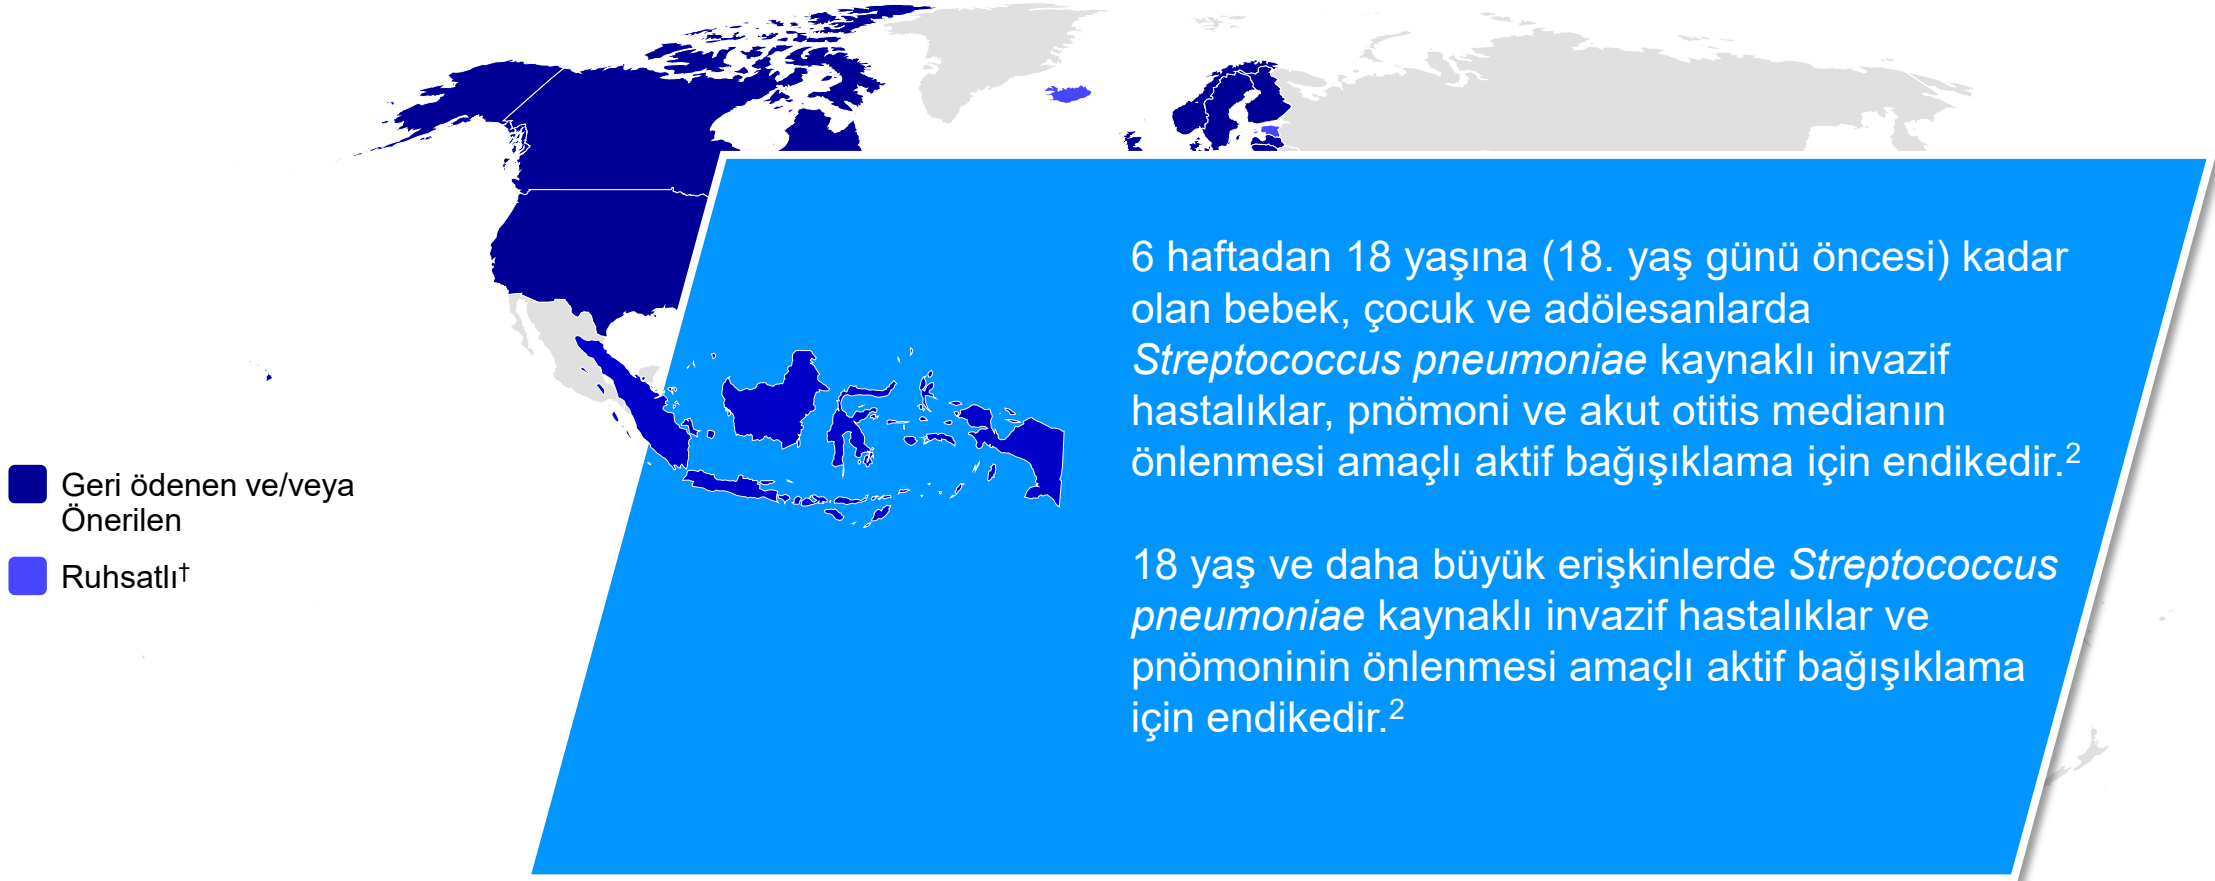 6 haftadan 18 yaşına (18. yaş günü öncesi) kadar
olan bebek, çocuk ve adölesanlarda
Streptococcus pneumoniae kaynaklı invazif
hastalıklar, pnömoni ve akut otitis medianın
önlenmesi amaçlı aktif bağışıklama için endikedir.2
18 yaş ve daha büyük erişkinlerde Streptococcus
pneumoniae kaynaklı invazif hastalıklar ve
pnömoninin önlenmesi amaçlı aktif bağışıklama
için endikedir.2
Geri ödenen ve/veya
Önerilen
Ruhsatlı†